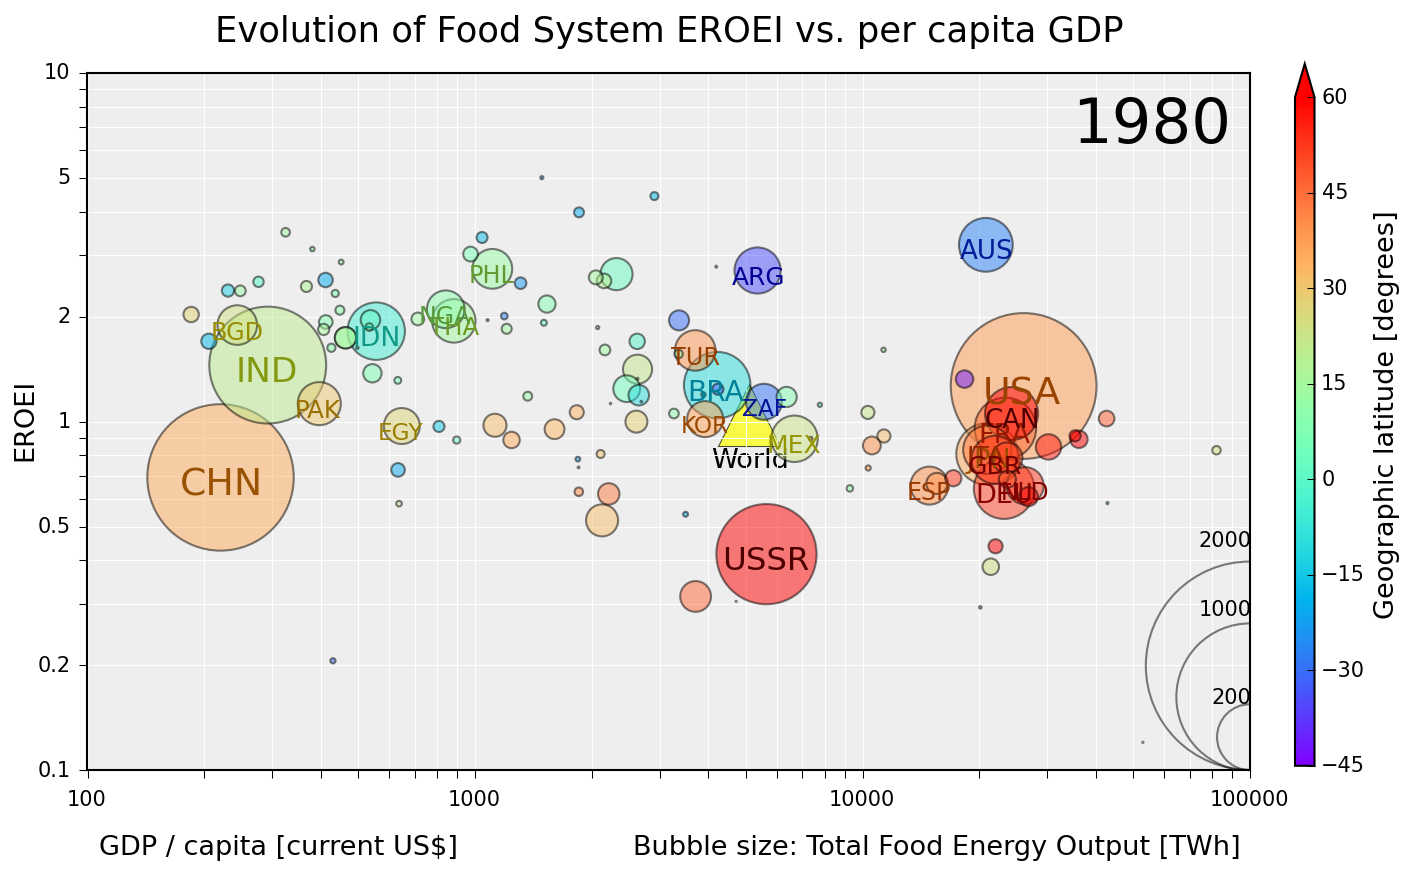 Evolution of Food System EROEI vs. per capita GDP
1980
10
5
2
1
0.5
0.2
0.1
EROEI
AUS
ARG
PHL
NGA
THA
BGD
IDN
IND
TUR
PAK
BRA
ZAF
USA
CAN
KOR
EGY
MEX
FRA
World
ITA
GBR
CHN
ESP
DEU
NLD
USSR
2000
1000
200
100
1000
10000
100000
GDP / capita [current US$]
Bubble size: Total Food Energy Output [TWh]
60
45
30
15
0
−15
−30
−45
Geographic latitude [degrees]